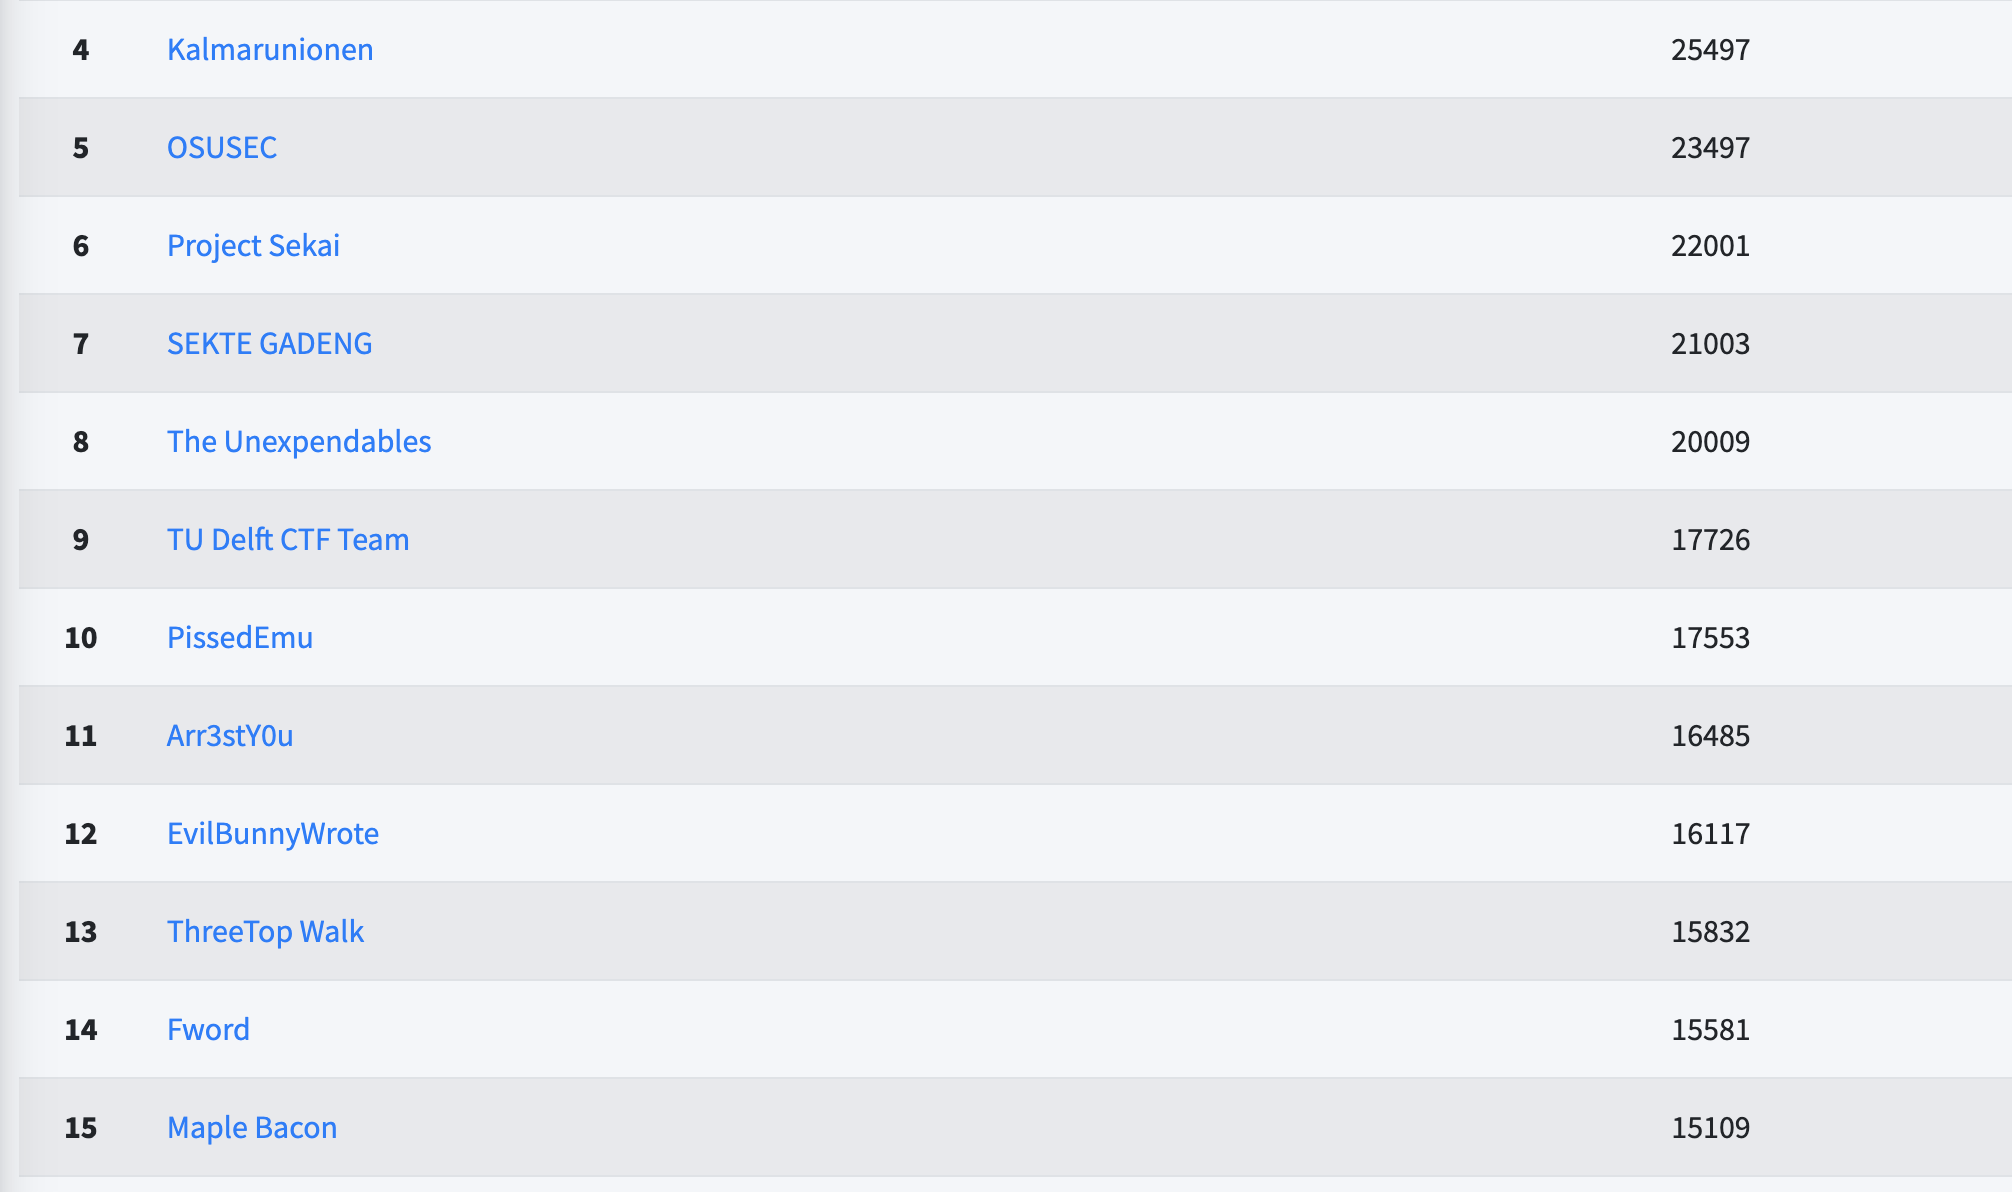 4 Kalmarunionen 25497
5 OSUSEC 23497
6 Project Sekai 22001
7 SEKTE GADENG 21003
8 The Unexpendables 20009
9 TU Delft CTF Team 17726
10 PissedEmu 17553
11 Arr3stY0u 16485
12 EvilBunnyWrote 16117
13 ThreeTop Walk 15832
14 Fword 15581
15 Maple Bacon 15109